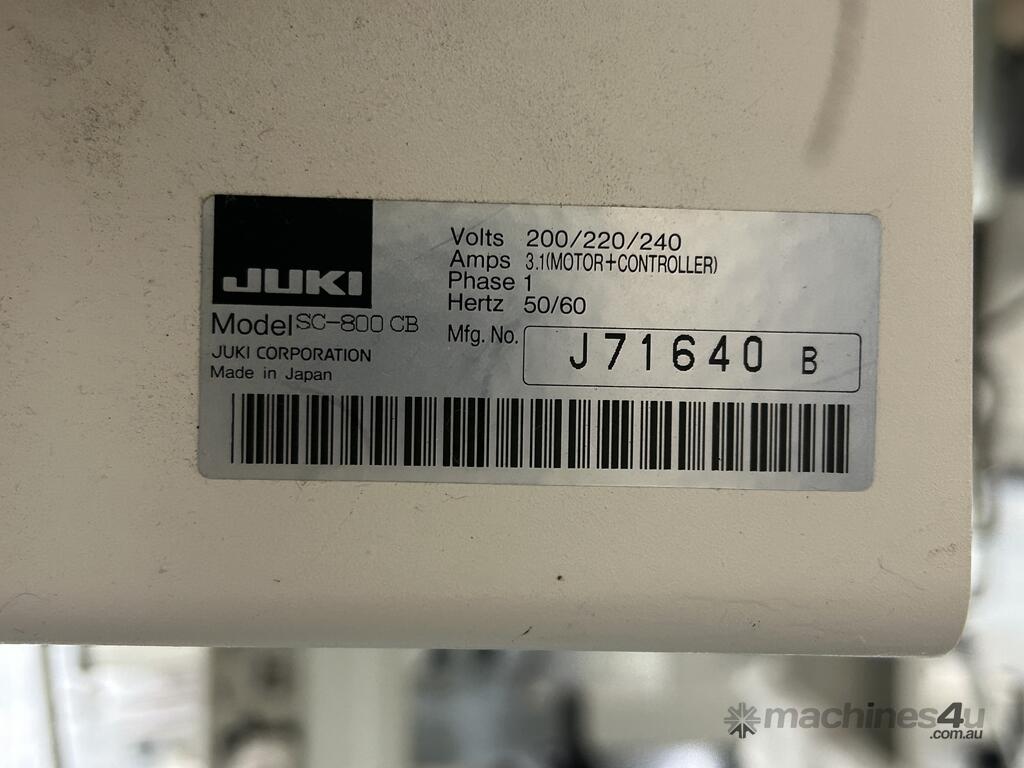 JUKI
Model SC-800 CB
JUKI CORPORATION
Made in Japan
Volts 200/220/240
Amps 3.1(MOTOR+CONTROLLER)
Phase 1
Hertz 50/60
Mfg. No. J71640 B
machines4u
.com.au